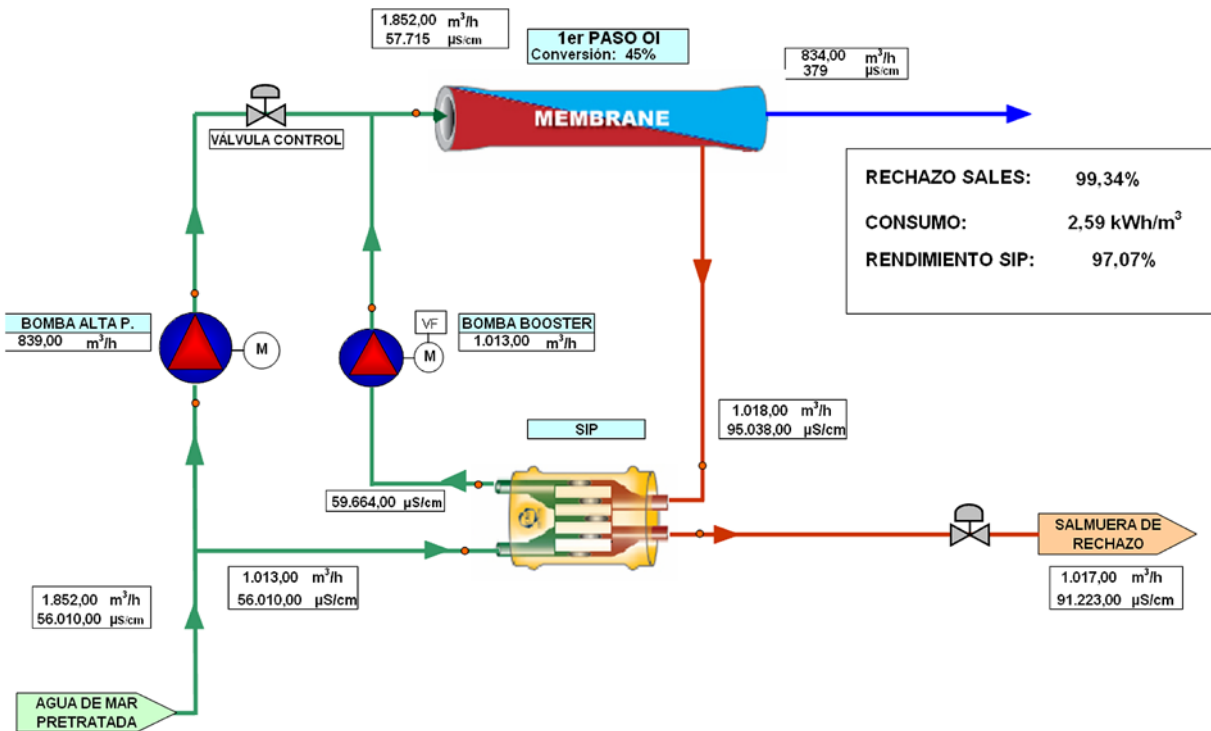 1.852,00 m³/h
57.715 µS/cm
1er PASO OI
Conversión: 45%
834,00 m³/h
379 µS/cm
MEMBRANE
VÁLVULA CONTROL
RECHAZO SALES: 99,34%
CONSUMO: 2,59 kWh/m³
RENDIMIENTO SIP: 97,07%
BOMBA ALTA P.
839,00 m³/h
M
VF
M
BOMBA BOOSTER
1.013,00 m³/h
1.018,00 m³/h
95.038,00 µS/cm
SIP
59.664,00 µS/cm
SALMUERA DE
RECHAZO
1.017,00 m³/h
91.223,00 µS/cm
1.013,00 m³/h
56.010,00 µS/cm
1.852,00 m³/h
56.010,00 µS/cm
AGUA DE MAR
PRETRATADA